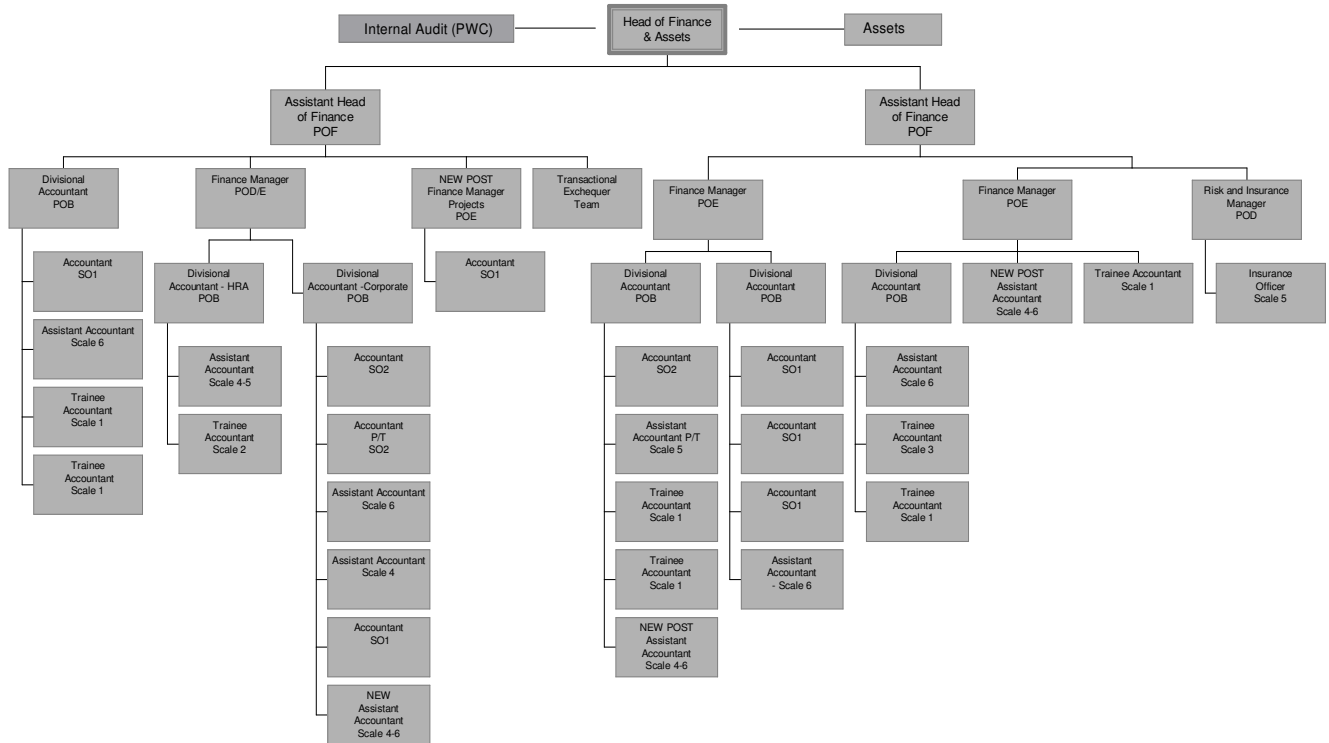 Internal Audit (PWC)
Head of Finance
& Assets
Assets
Assistant Head
of Finance
POF
Assistant Head
of Finance
POF
Divisional
Accountant
POB
Finance Manager
POD/E
NEW POST
Finance Manager
Projects
POE
Transactional
Exchequer
Team
Finance Manager
POE
Finance Manager
POE
Risk and Insurance
Manager
POD
Accountant
SO1
Assistant Accountant
Scale 6
Trainee
Accountant
Scale 1
Trainee
Accountant
Scale 1
Divisional
Accountant - HRA
POB
Assistant
Accountant
Scale 4-5
Trainee
Accountant
Scale 2
Divisional
Accountant -Corporate
POB
Accountant
SO2
Accountant
P/T
SO2
Assistant Accountant
Scale 6
Assistant Accountant
Scale 4
Accountant
SO1
NEW
Assistant
Accountant
Scale 4-6
Accountant
SO1
Divisional
Accountant
POB
Accountant
SO2
Assistant
Accountant P/T
Scale 5
Trainee
Accountant
Scale 1
Trainee
Accountant
Scale 1
NEW POST
Assistant
Accountant
Scale 4-6
Divisional
Accountant
POB
Accountant
SO1
Accountant
SO1
Accountant
SO1
Assistant
Accountant
- Scale 6
Divisional
Accountant
POB
Assistant
Accountant
Scale 6
Trainee
Accountant
Scale 3
Trainee
Accountant
Scale 1
NEW POST
Assistant
Accountant
Scale 4-6
Trainee Accountant
Scale 1
Insurance
Officer
Scale 5